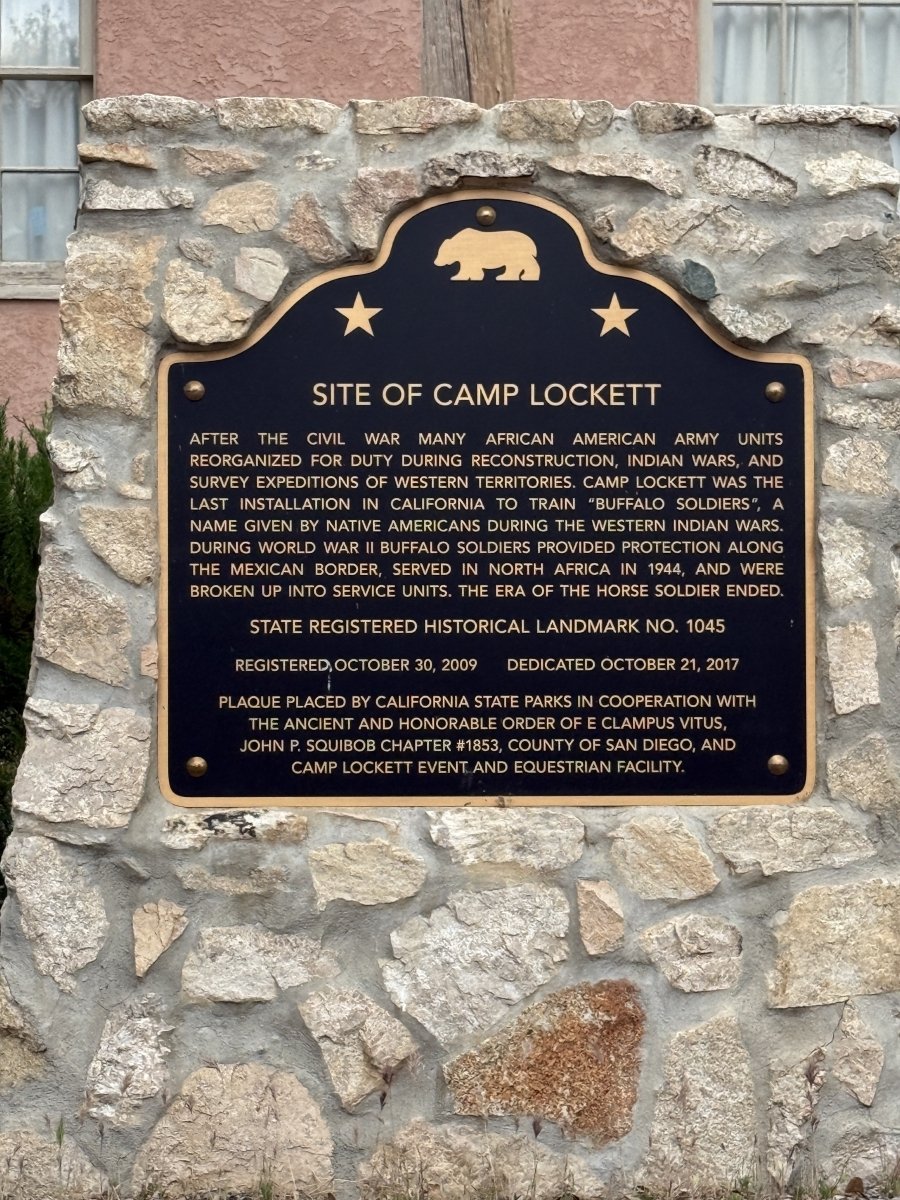 SITE OF CAMP LOCKETT
AFTER THE CIVIL WAR MANY AFRICAN AMERICAN ARMY UNITS
REORGANIZED FOR DUTY DURING RECONSTRUCTION, INDIAN WARS, AND
SURVEY EXPEDITIONS OF WESTERN TERRITORIES. CAMP LOCKETT WAS THE
LAST INSTALLATION IN CALIFORNIA TO TRAIN “BUFFALO SOLDIERS”, A
NAME GIVEN BY NATIVE AMERICANS DURING THE WESTERN INDIAN WARS.
DURING WORLD WAR II BUFFALO SOLDIERS PROVIDED PROTECTION ALONG
THE MEXICAN BORDER, SERVED IN NORTH AFRICA IN 1944, AND WERE
BROKEN UP INTO SERVICE UNITS. THE ERA OF THE HORSE SOLDIER ENDED.
STATE REGISTERED HISTORICAL LANDMARK NO. 1045
REGISTERED OCTOBER 30, 2009 DEDICATED OCTOBER 21, 2017
PLAQUE PLACED BY CALIFORNIA STATE PARKS IN COOPERATION WITH
THE ANCIENT AND HONORABLE ORDER OF E CLAMPUS VITUS,
JOHN P. SQUIBOB CHAPTER #1853, COUNTY OF SAN DIEGO, AND
CAMP LOCKETT EVENT AND EQUESTRIAN FACILITY.